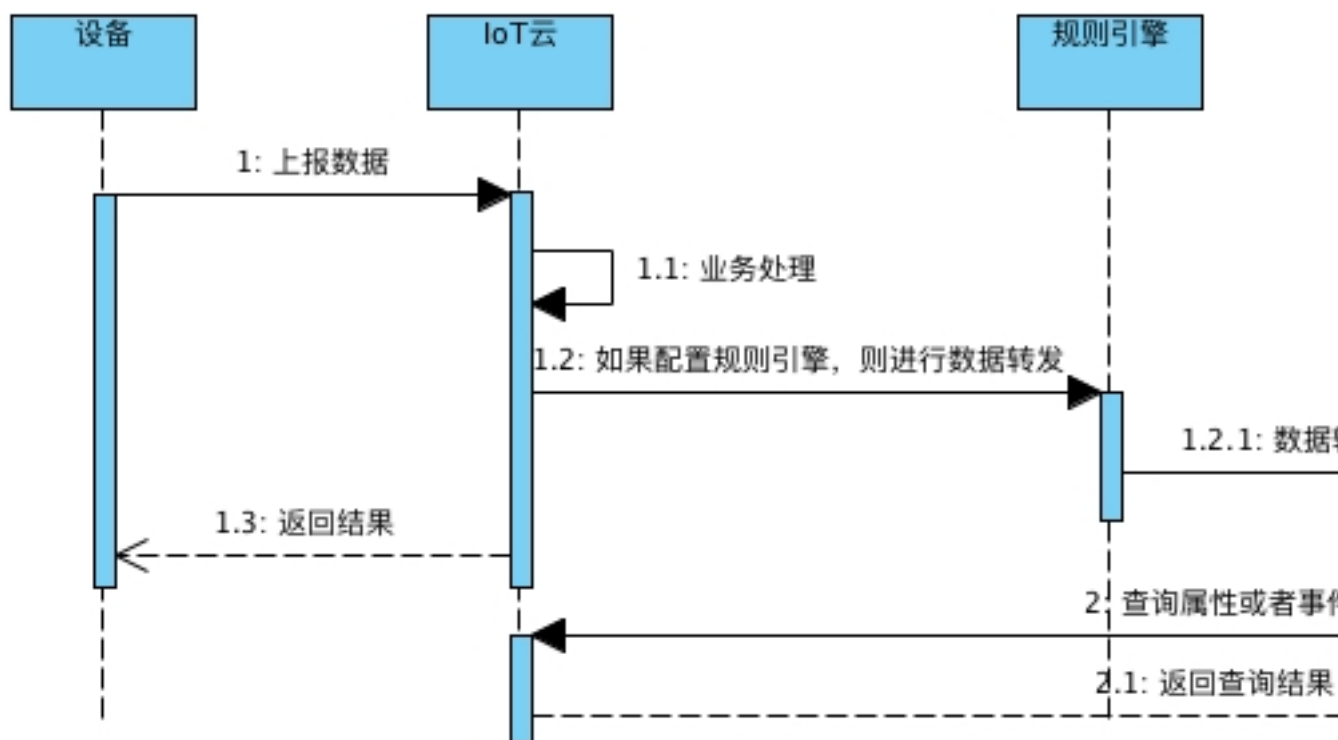 设备
IoT云
规则引擎
1: 上报数据
1.1: 业务处理
1.2: 如果配置规则引擎，则进行数据转发
1.2.1: 数据
1.3: 返回结果
2: 查询属性或者事件
2.1: 返回查询结果